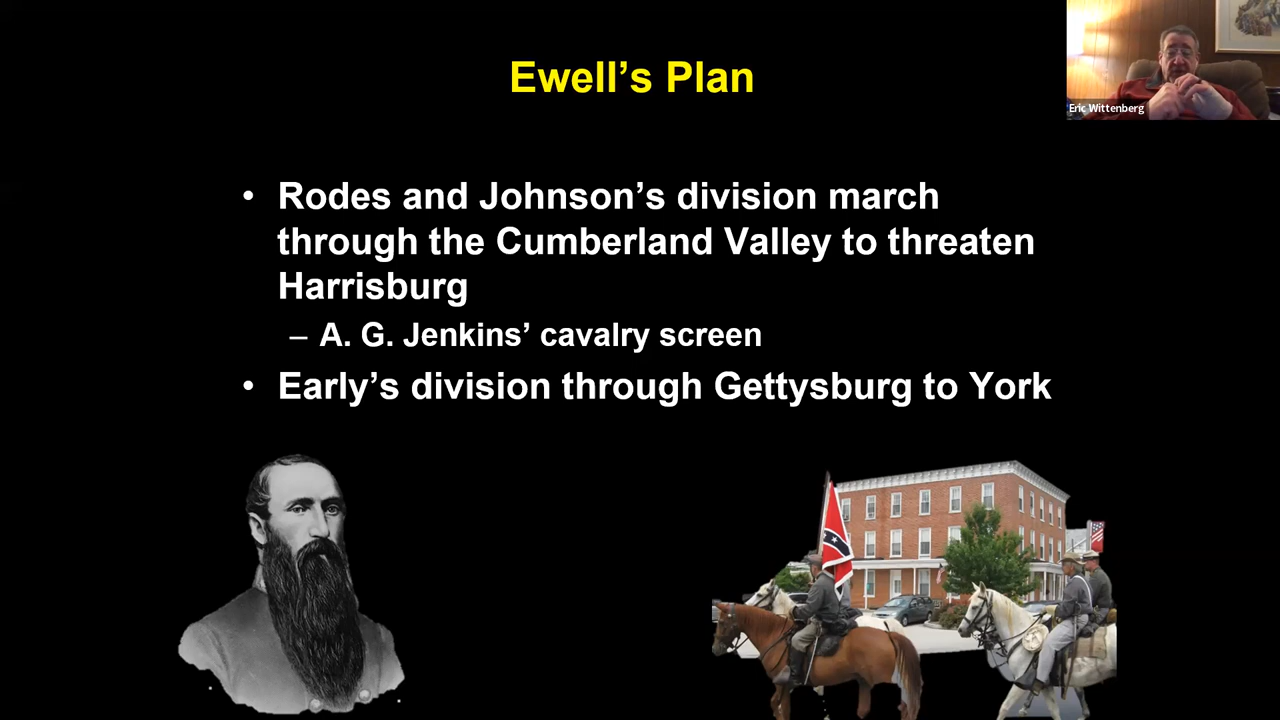 Ewell’s Plan
Eric Wittenberg
• Rodes and Johnson’s division march
through the Cumberland Valley to threaten
Harrisburg
– A. G. Jenkins’ cavalry screen
• Early’s division through Gettysburg to York